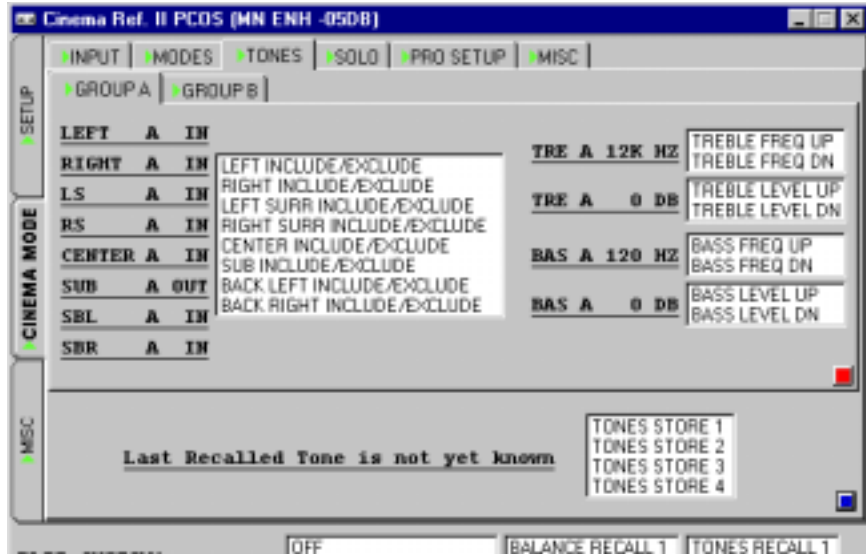 Cinema Ref. II PCOS (MN ENH -05DB)
INPUT MODES TONES SOLO PRO SETUP MISC
GROUP A GROUP B
SETUP
CINEMA MODE
MISC
LEFT A IN
RIGHT A IN
LS A IN
RS A IN
CENTER A IN
SUB A OUT
SBL A IN
SBR A IN
LEFT INCLUDE/EXCLUDE
RIGHT INCLUDE/EXCLUDE
LEFT SURR INCLUDE/EXCLUDE
RIGHT SURR INCLUDE/EXCLUDE
CENTER INCLUDE/EXCLUDE
SUB INCLUDE/EXCLUDE
BACK LEFT INCLUDE/EXCLUDE
BACK RIGHT INCLUDE/EXCLUDE
TRE A 12K HZ
TREBLE FREQ UP
TREBLE FREQ DN
TRE A 0 DB
TREBLE LEVEL UP
TREBLE LEVEL DN
BAS A 120 HZ
BASS FREQ UP
BASS FREQ DN
BAS A 0 DB
BASS LEVEL UP
BASS LEVEL DN
Last Recalled Tone is not yet known
TONES STORE 1
TONES STORE 2
TONES STORE 3
TONES STORE 4
OFF
BALANCE RECALL 1
TONES RECALL 1